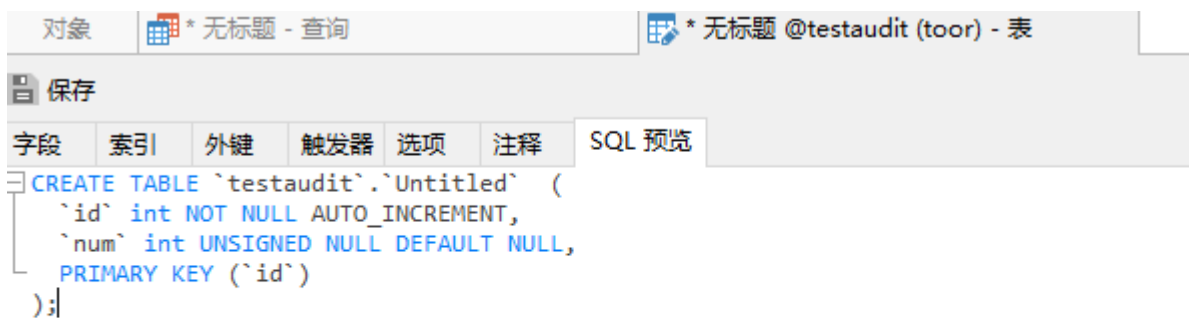 对象 * 无标题 - 查询 * 无标题 @testaudit (toor) - 表
保存
字段 索引 外键 触发器 选项 注释 SQL 预览
CREATE TABLE `testaudit`.`Untitled`  (
  `id` int NOT NULL AUTO_INCREMENT,
  `num` int UNSIGNED NULL DEFAULT NULL,
  PRIMARY KEY (`id`)
);